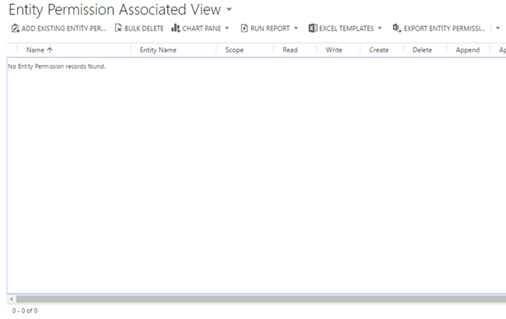 Entity Permission Associated View
ADD EXISTING ENTITY PER... BULK DELETE CHART PANE RUN REPORT EXCEL TEMPLATES EXPORT ENTITY PERMISSI...
Name ↑ Entity Name Scope Read Write Create Delete Append Ap
No Entity Permission records found.
0 - 0 of 0